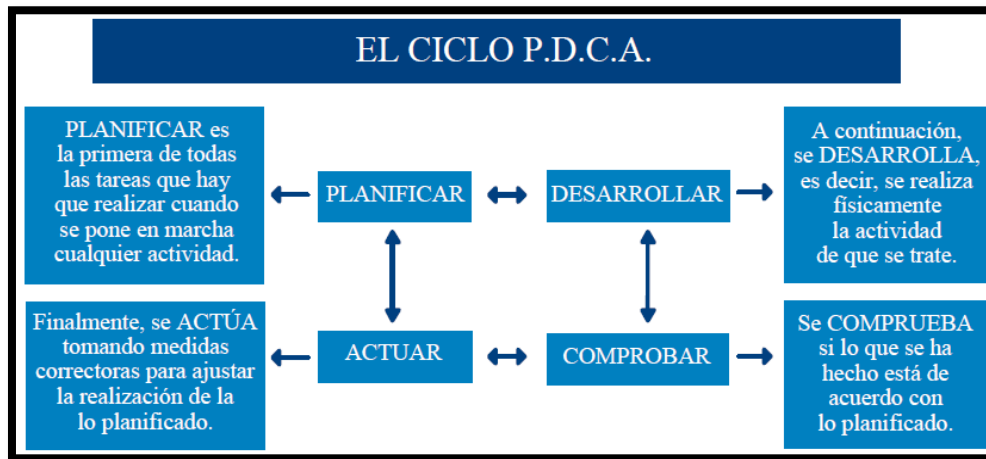 EL CICLO P.D.C.A.
PLANIFICAR es
la primera de todas
las tareas que hay
que realizar cuando
se pone en marcha
cualquier actividad.
PLANIFICAR
DESARROLLAR
A continuación,
se DESARROLLA,
es decir, se realiza
físicamente
la actividad
de que se trate.
Finalmente, se ACTÚA
tomando medidas
correctoras para ajustar
la realización de la
lo planificado.
ACTUAR
COMPROBAR
Se COMPRUEBA
si lo que se ha
hecho está de
acuerdo con
lo planificado.